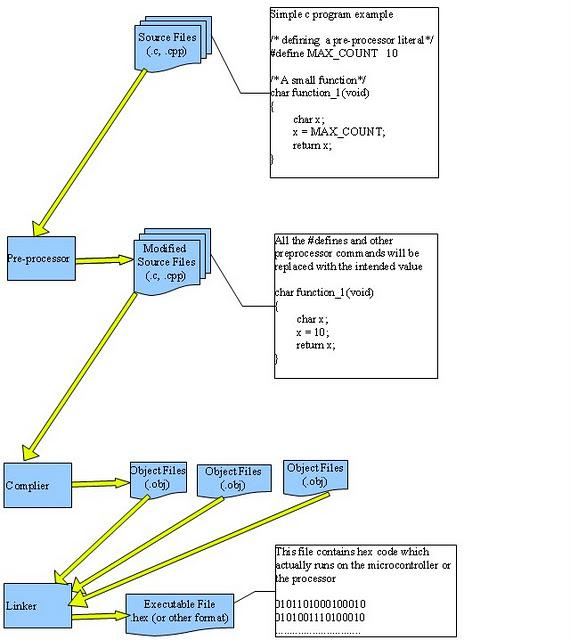 Source Files
(.c, .cpp)
Simple c program example
/* defining a pre-processor literal*/
#define MAX_COUNT 10
/*A small function*/
char function_1(void)
{
char x;
x = MAX_COUNT;
return x;
}
Pre-processor
Modified
Source Files
(.c, .cpp)
All the #defines and other
preprocessor commands will be
replaced with the intended value
char function_1(void)
{
char x;
x = 10;
return x;
}
Complier
Object Files
(.obj)
Object Files
(.obj)
Object Files
(.obj)
Linker
Executable File
.hex (or other format)
This file contains hex code which
actually runs on the microcontroller or
the processor
0101101000100010
0101001110100010
..............................